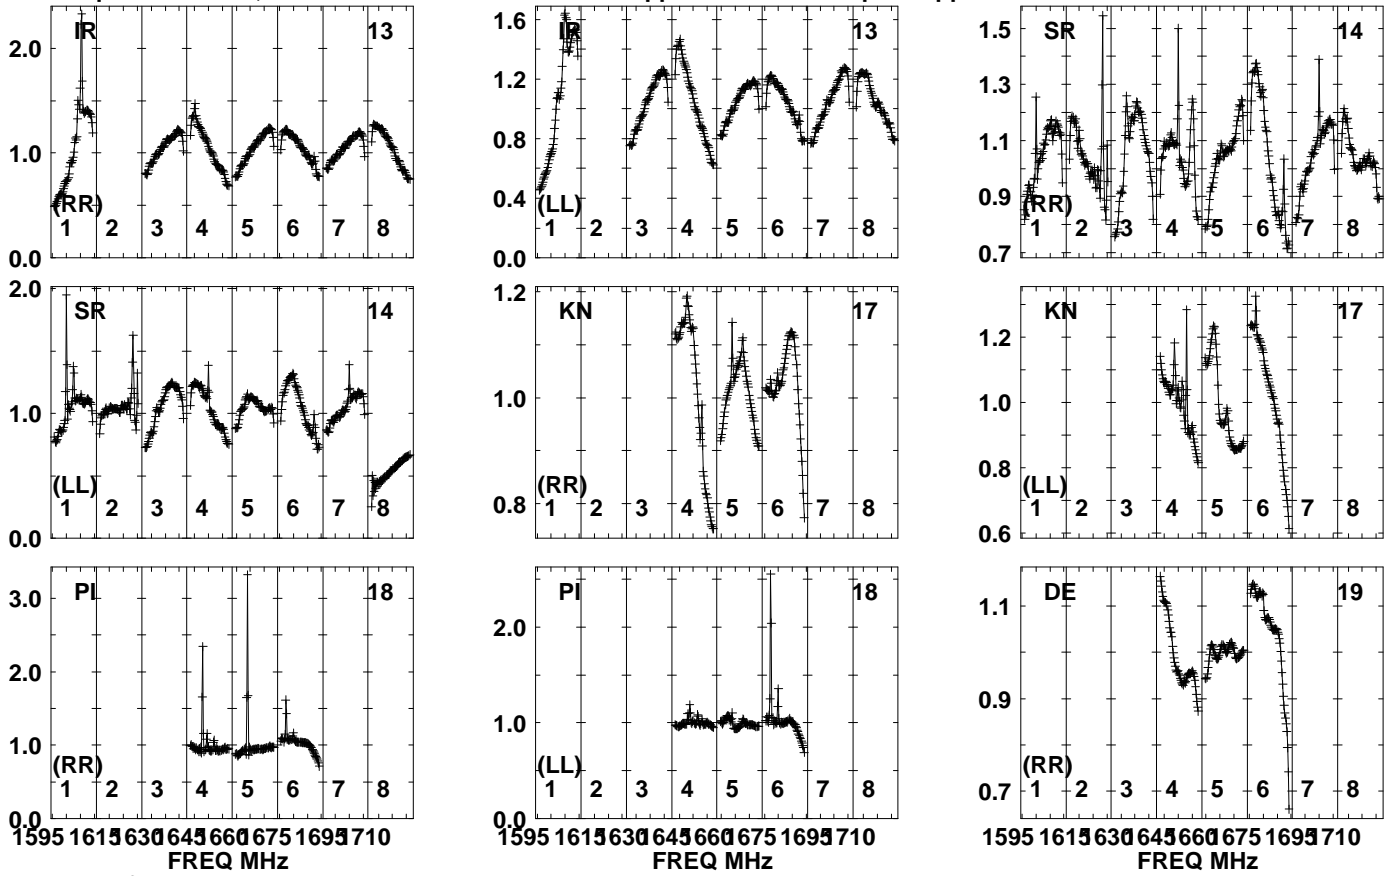 IR 13
2.0
1.0
0.0
(RR)
1 2 3 4 5 6 7 8
IR 13
1.6
1.2
0.8
0.4
0.0
(LL)
1 2 3 4 5 6 7 8
SR 14
1.5
1.3
1.1
0.9
0.7
(RR)
1 2 3 4 5 6 7 8
SR 14
2.0
1.0
0.0
(LL)
1 2 3 4 5 6 7 8
KN 17
1.2
1.0
0.8
(RR)
1 2 3 4 5 6 7 8
KN 17
1.2
1.0
0.8
0.6
(LL)
1 2 3 4 5 6 7 8
PI 18
3.0
2.0
1.0
0.0
(RR)
1 2 3 4 5 6 7 8
1595 1615 1630 1645 1660 1675 1695 1710
FREQ MHz
PI 18
2.0
1.0
0.0
(LL)
1 2 3 4 5 6 7 8
1595 1615 1630 1645 1660 1675 1695 1710
FREQ MHz
DE 19
1.1
0.9
0.7
(RR)
1 2 3 4 5 6 7 8
1595 1615 1630 1645 1660 1675 1695 1710
FREQ MHz